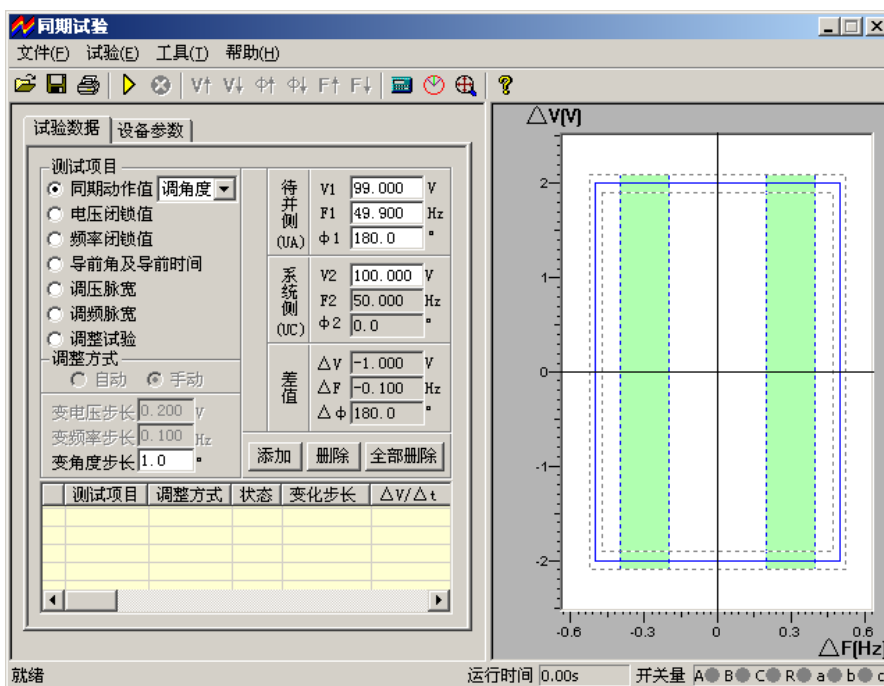 同期试验
文件(F) 试验(E) 工具(T) 帮助(H)
V↑ V↓ Φ↑ Φ↓ F↑ F↓
试验数据 设备参数
测试项目
同期动作值 调角度
电压闭锁值
频率闭锁值
导前角及导前时间
调压脉宽
调频脉宽
调整试验
调整方式
自动 手动
变电压步长 0.200 V
变频率步长 0.100 Hz
变角度步长 1.0 °
待并侧(UA)
V1 99.000 V
F1 49.900 Hz
Φ1 180.0 °
系统侧(UC)
V2 100.000 V
F2 50.000 Hz
Φ2 0.0 °
差值
△V -1.000 V
△F -0.100 Hz
△Φ 180.0 °
添加 删除 全部删除
测试项目 调整方式 状态 变化步长 △V/△t
△V(V)
2
1
0
-1
-2
-0.6 -0.3 0 0.3 0.6
△F(Hz)
就绪 运行时间 0.00s 开关量 A B C R a b c